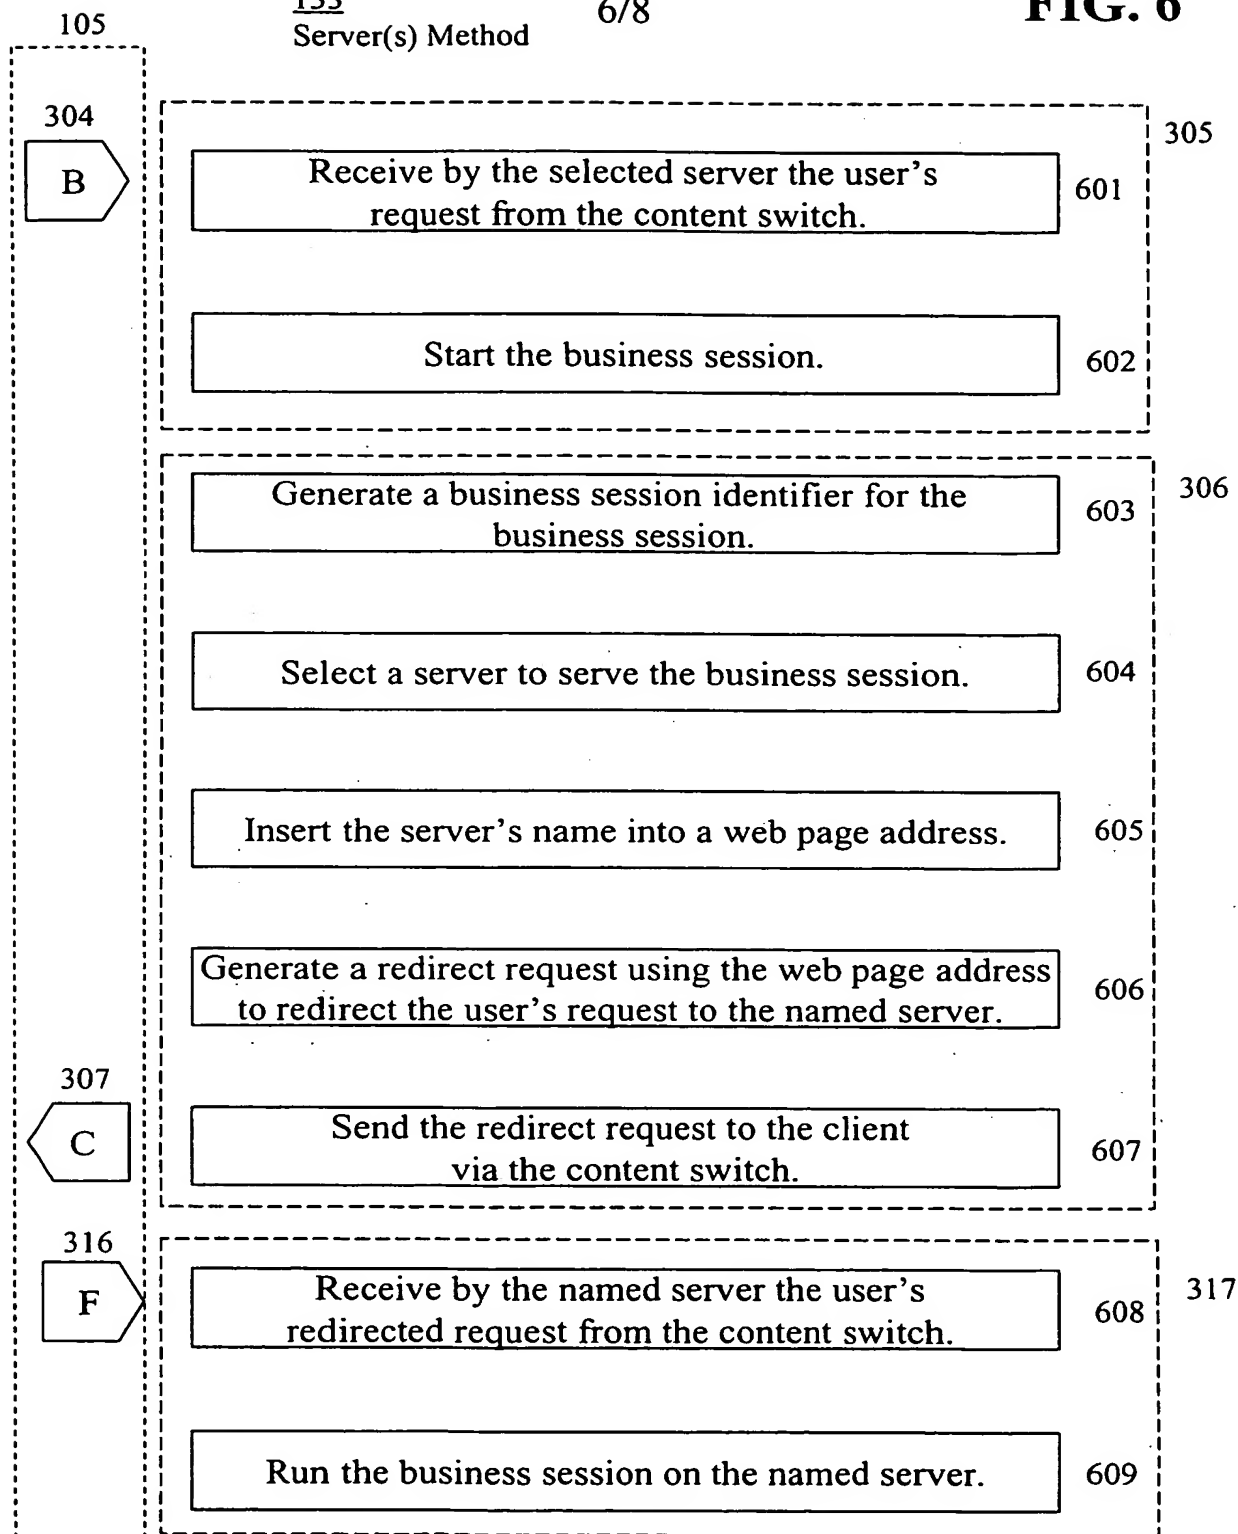 6/8
FIG. 6
Server(s) Method
105
304
B
305
Receive by the selected server the user's
request from the content switch.
601
Start the business session.
602
306
Generate a business session identifier for the
business session.
603
Select a server to serve the business session.
604
Insert the server's name into a web page address.
605
Generate a redirect request using the web page address
to redirect the user's request to the named server.
606
307
C
Send the redirect request to the client
via the content switch.
607
316
F
317
Receive by the named server the user's
redirected request from the content switch.
608
Run the business session on the named server.
609